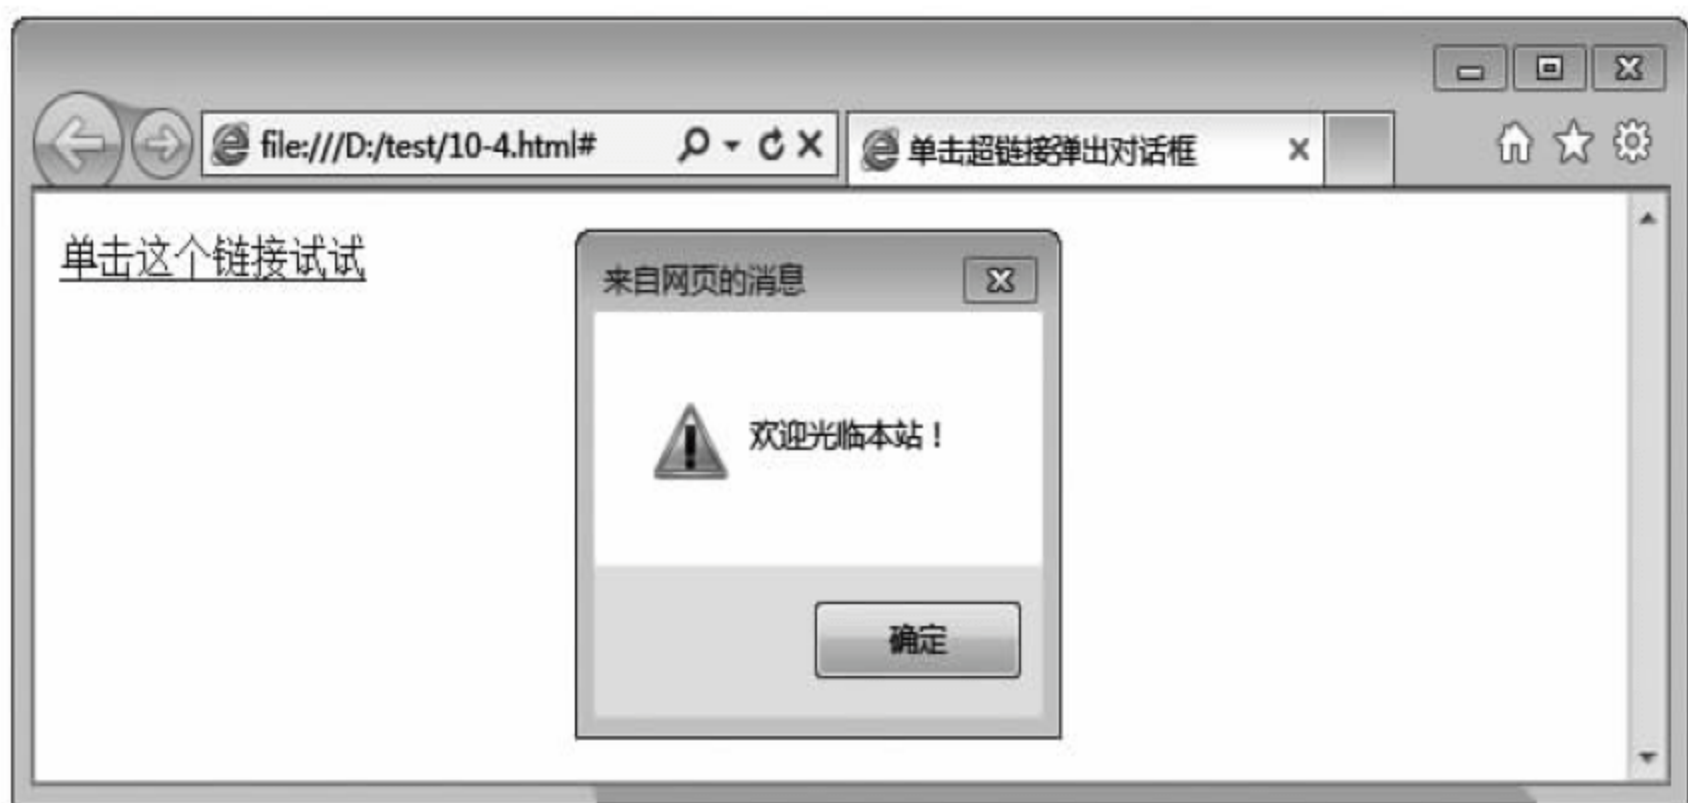 file:///D:/test/10-4.html#
单击超链接弹出对话框
单击这个链接试试
来自网页的消息
欢迎光临本站！
确定